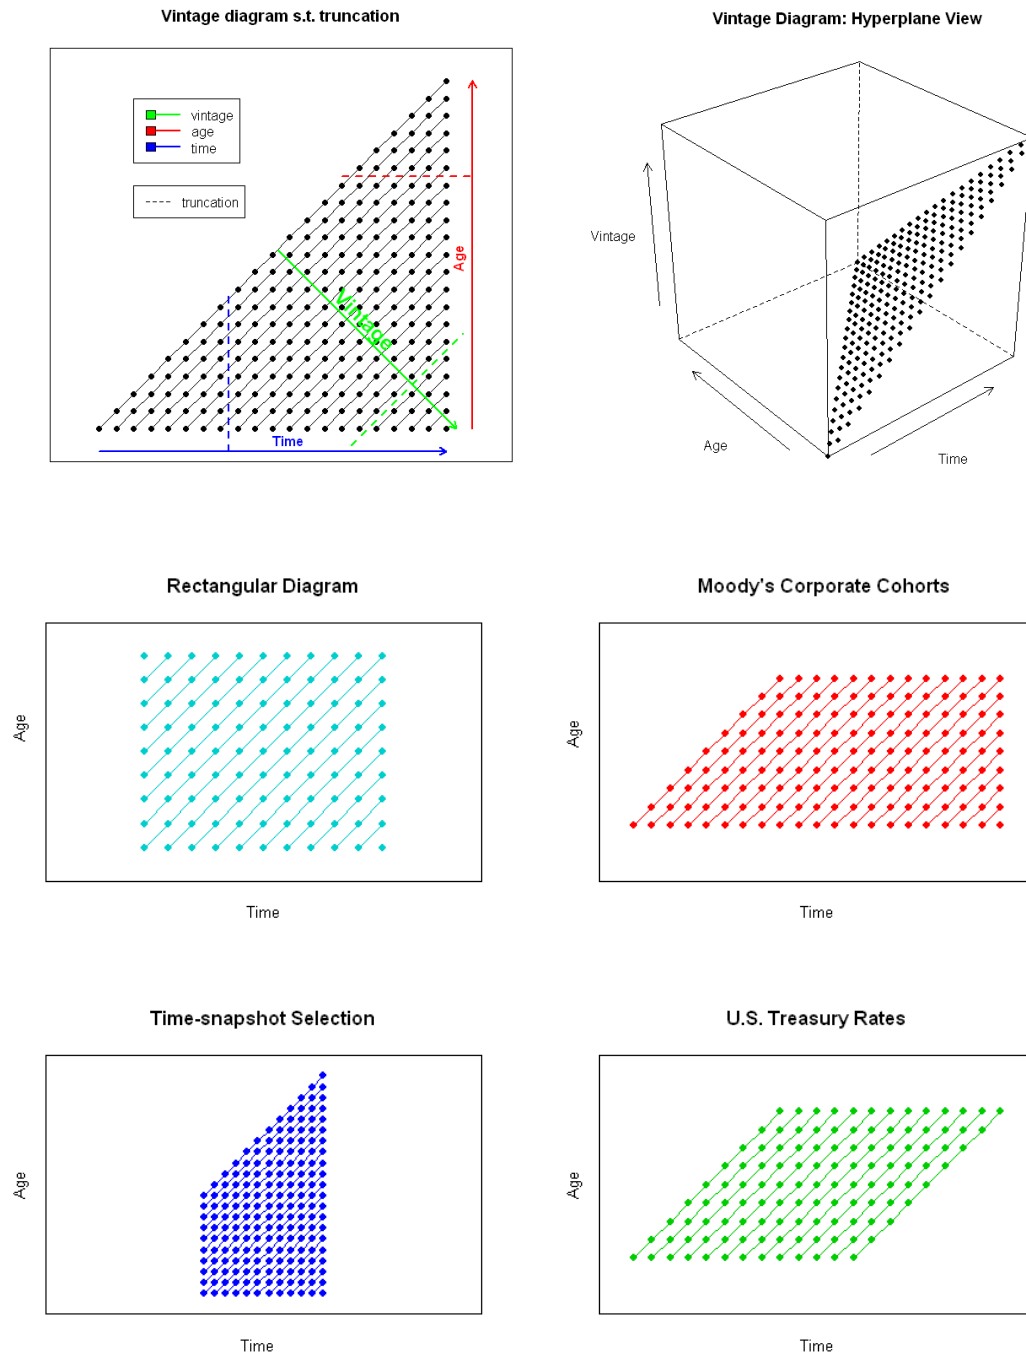 Vintage diagram s.t. truncation
vintage
age
time
truncation
Age
Vintage
Time
Vintage Diagram: Hyperplane View
Vintage
Age
Time
Rectangular Diagram
Age
Time
Moody's Corporate Cohorts
Age
Time
Time-snapshot Selection
Age
Time
U.S. Treasury Rates
Age
Time